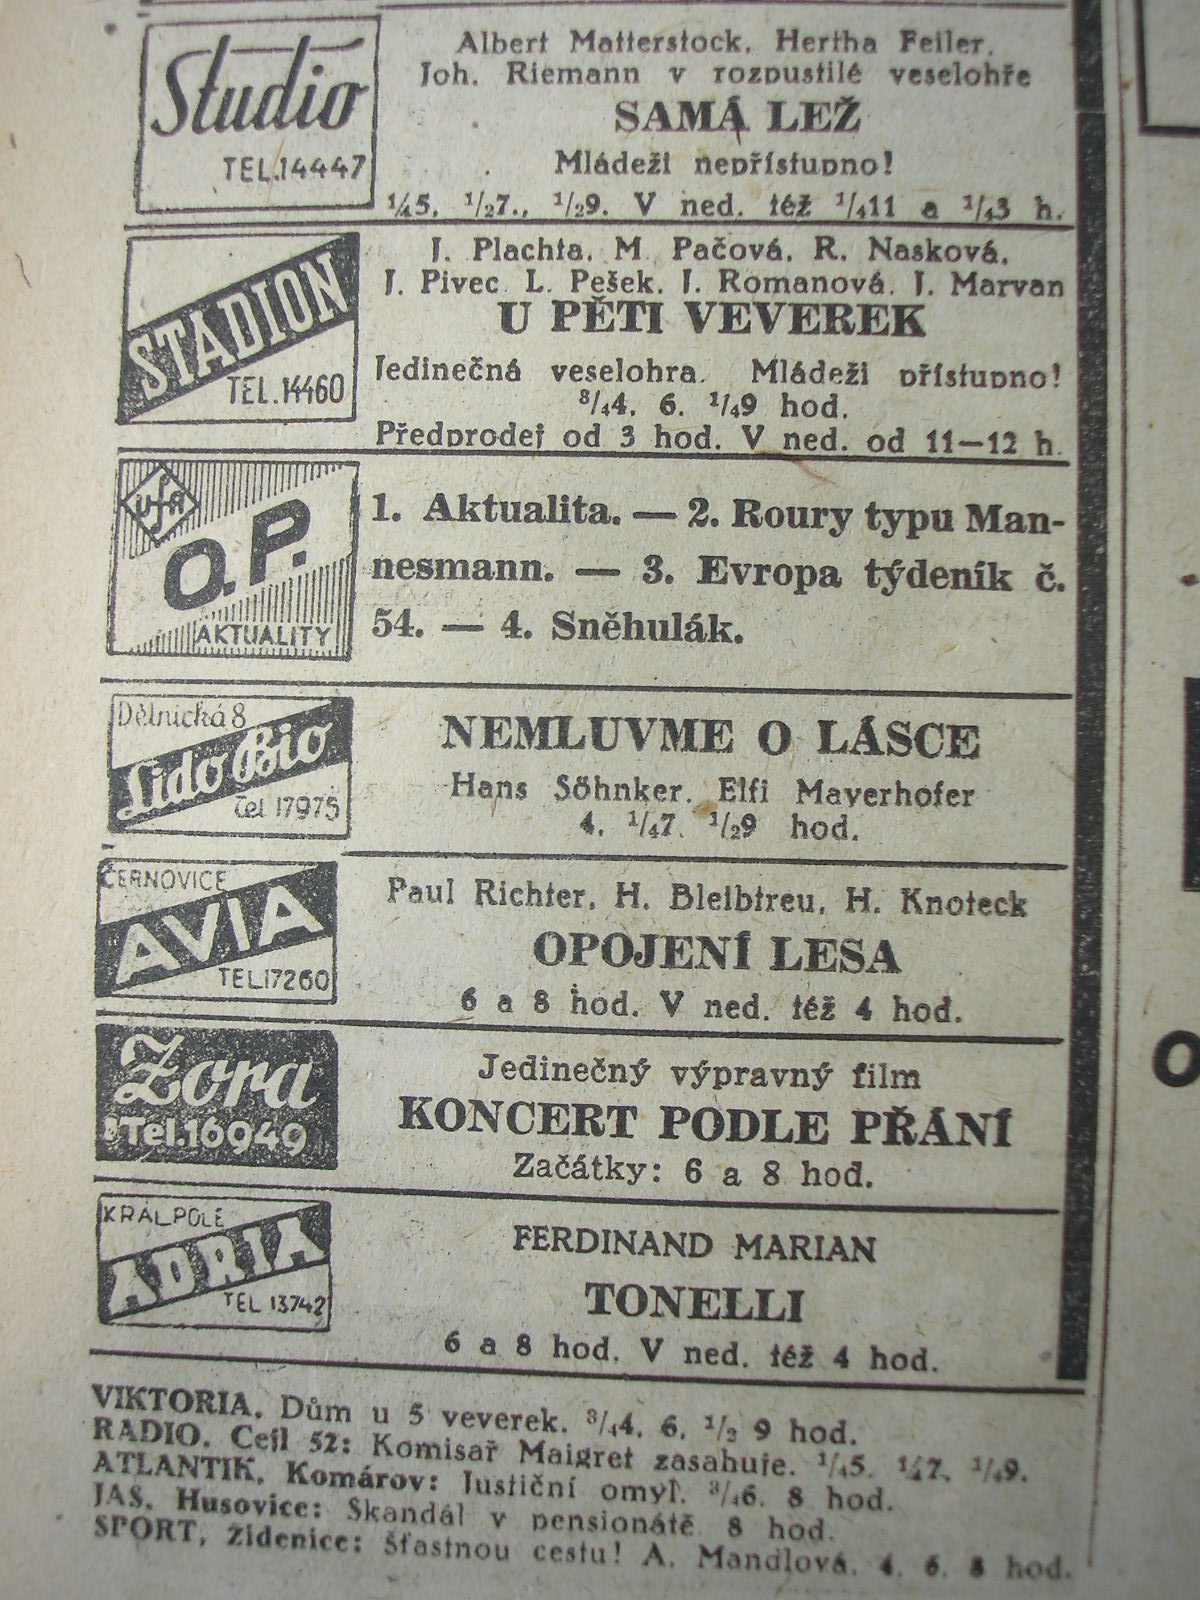 Studio
TEL.14447
Albert Matterstock, Hertha Feiler,
Joh. Riemann v rozpustilé veselohře
SAMÁ LEŽ
Mládeži nepřístupno!
¼5, ½7., ½9. V ned. též ¼11 a ¼3 h.
STADION
TEL.14460
J. Plachta, M Pačová, R. Nasková,
J. Pivec L. Pešek, J. Romanová, J. Marvan
U PĚTI VEVEREK
Jedinečná veselohra. Mládeži přístupno!
¾4, 6, ¼9 hod.
Předprodej od 3 hod. V ned. od 11—12 h.
Ufa
O.P.
AKTUALITY
1. Aktualita. — 2. Roury typu Man-
nesmann. — 3. Evropa týdeník č.
54. — 4. Sněhulák.
Dělnická 8
Lido Bio
Tel 17975
NEMLUVME O LÁSCE
Hans Söhnker, Elfi Mayerhofer
4, ¼7, ½9 hod.
ČERNOVICE
AVIA
TEL.17260
Paul Richter, H. Bleibtreu, H. Knoteck
OPOJENÍ LESA
6 a 8 hod. V ned. též 4 hod.
Zora
Tel.16949
Jedinečný výpravný film
KONCERT PODLE PŘÁNÍ
Začátky: 6 a 8 hod.
KRÁL.POLE
ADRIA
TEL 13742
FERDINAND MARIAN
TONELLI
6 a 8 hod. V ned. též 4 hod.
VIKTORIA, Dům u 5 veverek. ¾4, 6, ½ 9 hod.
RADIO, Cejl 52: Komisař Maigret zasahuje. ¼5, ¼7, ¼9.
ATLANTIK, Komárov: Justiční omyl. ¾6, 8 hod.
JAS, Husovice: Skandál v pensionátě 8 hod.
SPORT, Židenice: Šťastnou cestu! A. Mandlová. 4, 6, 8 hod.